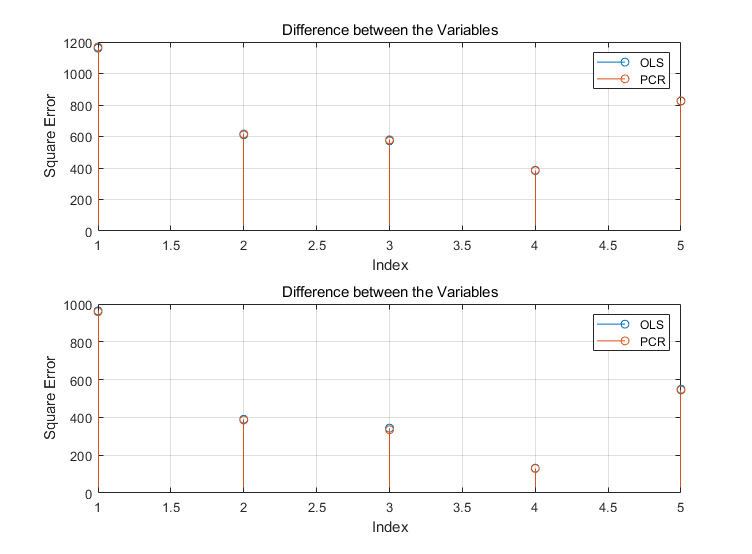 Difference between the Variables
1200
1000
800
600
400
200
0
Square Error
OLS
PCR
1 1.5 2 2.5 3 3.5 4 4.5 5
Index
Difference between the Variables
1000
800
600
400
200
0
Square Error
OLS
PCR
1 1.5 2 2.5 3 3.5 4 4.5 5
Index